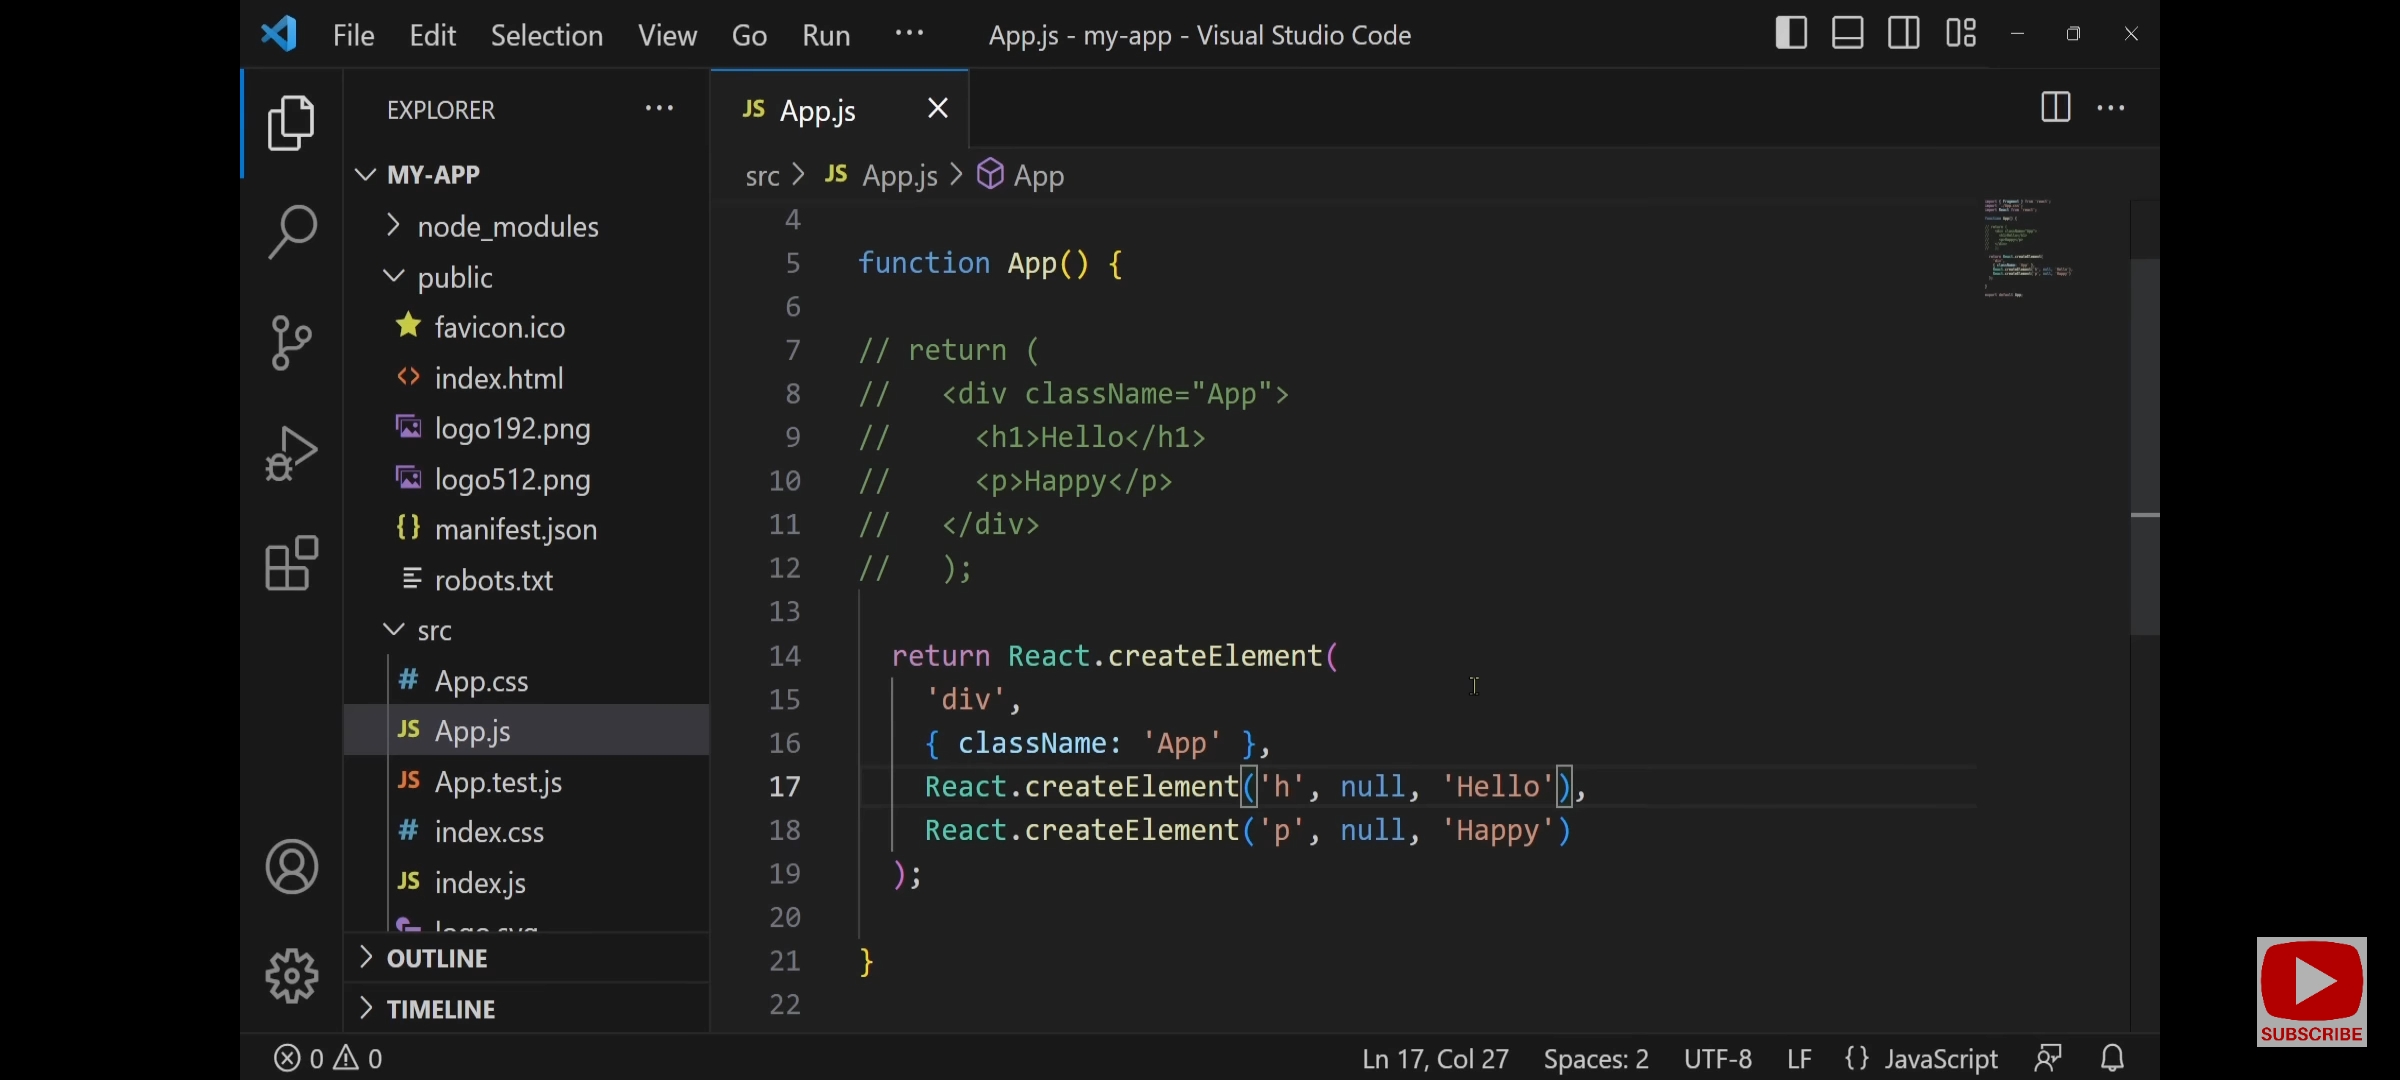 File Edit Selection View Go Run ··· App.js - my-app - Visual Studio Code
EXPLORER ···
MY-APP
node_modules
public
favicon.ico
index.html
logo192.png
logo512.png
{} manifest.json
robots.txt
src
# App.css
JS App.js
JS App.test.js
# index.css
JS index.js
logo.svg
OUTLINE
TIMELINE
JS App.js
src > JS App.js > App
4
5 function App() {
6
7 // return (
8 //   <div className="App">
9 //     <h1>Hello</h1>
10 //     <p>Happy</p>
11 //   </div>
12 //   );
13
14   return React.createElement(
15     'div',
16     { className: 'App' },
17     React.createElement('h', null, 'Hello'),
18     React.createElement('p', null, 'Happy')
19   );
20
21 }
22
0 0 Ln 17, Col 27 Spaces: 2 UTF-8 LF {} JavaScript
SUBSCRIBE